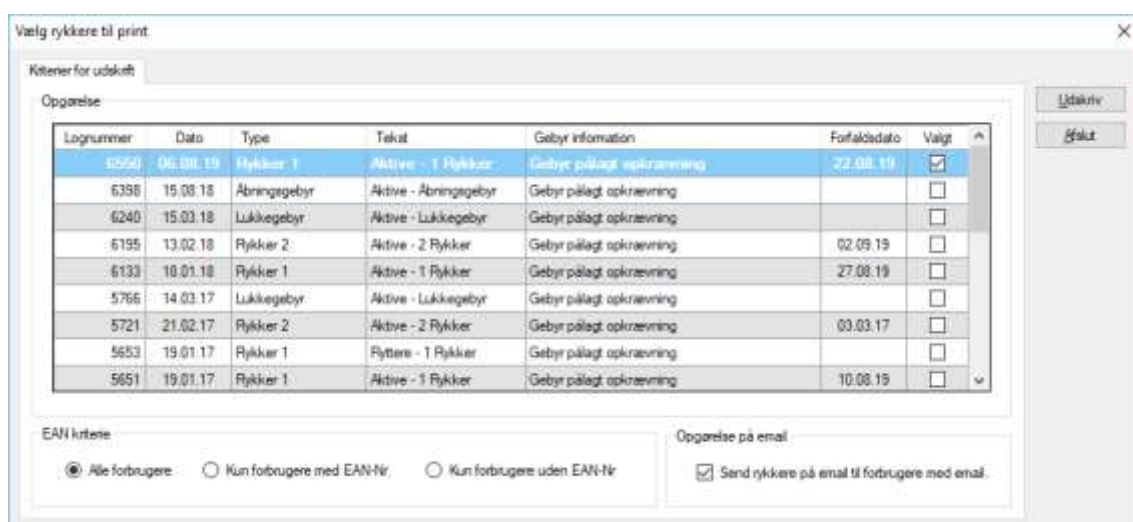 Vælg rykkere til print
Kriterier for udskrift
Udskriv
Opgørelse
Afslut
Lognummer Dato Type Tekst Gebyr information Forfaldsdato Valgt
6550 06.08.19 Rykker 1 Aktive - 1 Rykker Gebyr pålagt opkrævning 22.08.19
6398 15.08.18 Åbningsgebyr Aktive - Åbningsgebyr Gebyr pålagt opkrævning
6240 15.03.18 Lukkegebyr Aktive - Lukkegebyr Gebyr pålagt opkrævning
6195 13.02.18 Rykker 2 Aktive - 2 Rykker Gebyr pålagt opkrævning 02.09.19
6133 18.01.18 Rykker 1 Aktive - 1 Rykker Gebyr pålagt opkrævning 27.08.19
5766 14.03.17 Lukkegebyr Aktive - Lukkegebyr Gebyr pålagt opkrævning
5721 21.02.17 Rykker 2 Aktive - 2 Rykker Gebyr pålagt opkrævning 03.03.17
5653 19.01.17 Rykker 1 Flyttere - 1 Rykker Gebyr pålagt opkrævning
5651 19.01.17 Rykker 1 Aktive - 1 Rykker Gebyr pålagt opkrævning 10.08.19
EAN kriterie
Opgørelse på email
Alle forbrugere Kun forbrugere med EAN-Nr. Kun forbrugere uden EAN-Nr
Send rykkere på email til forbrugere med email.